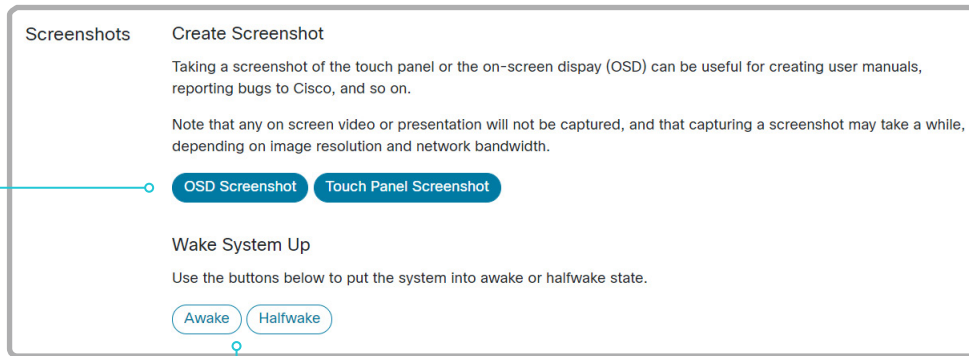 Screenshots
Create Screenshot
Taking a screenshot of the touch panel or the on-screen dispay (OSD) can be useful for creating user manuals,
reporting bugs to Cisco, and so on.
Note that any on screen video or presentation will not be captured, and that capturing a screenshot may take a while,
depending on image resolution and network bandwidth.
OSD Screenshot
Touch Panel Screenshot
Wake System Up
Use the buttons below to put the system into awake or halfwake state.
Awake
Halfwake